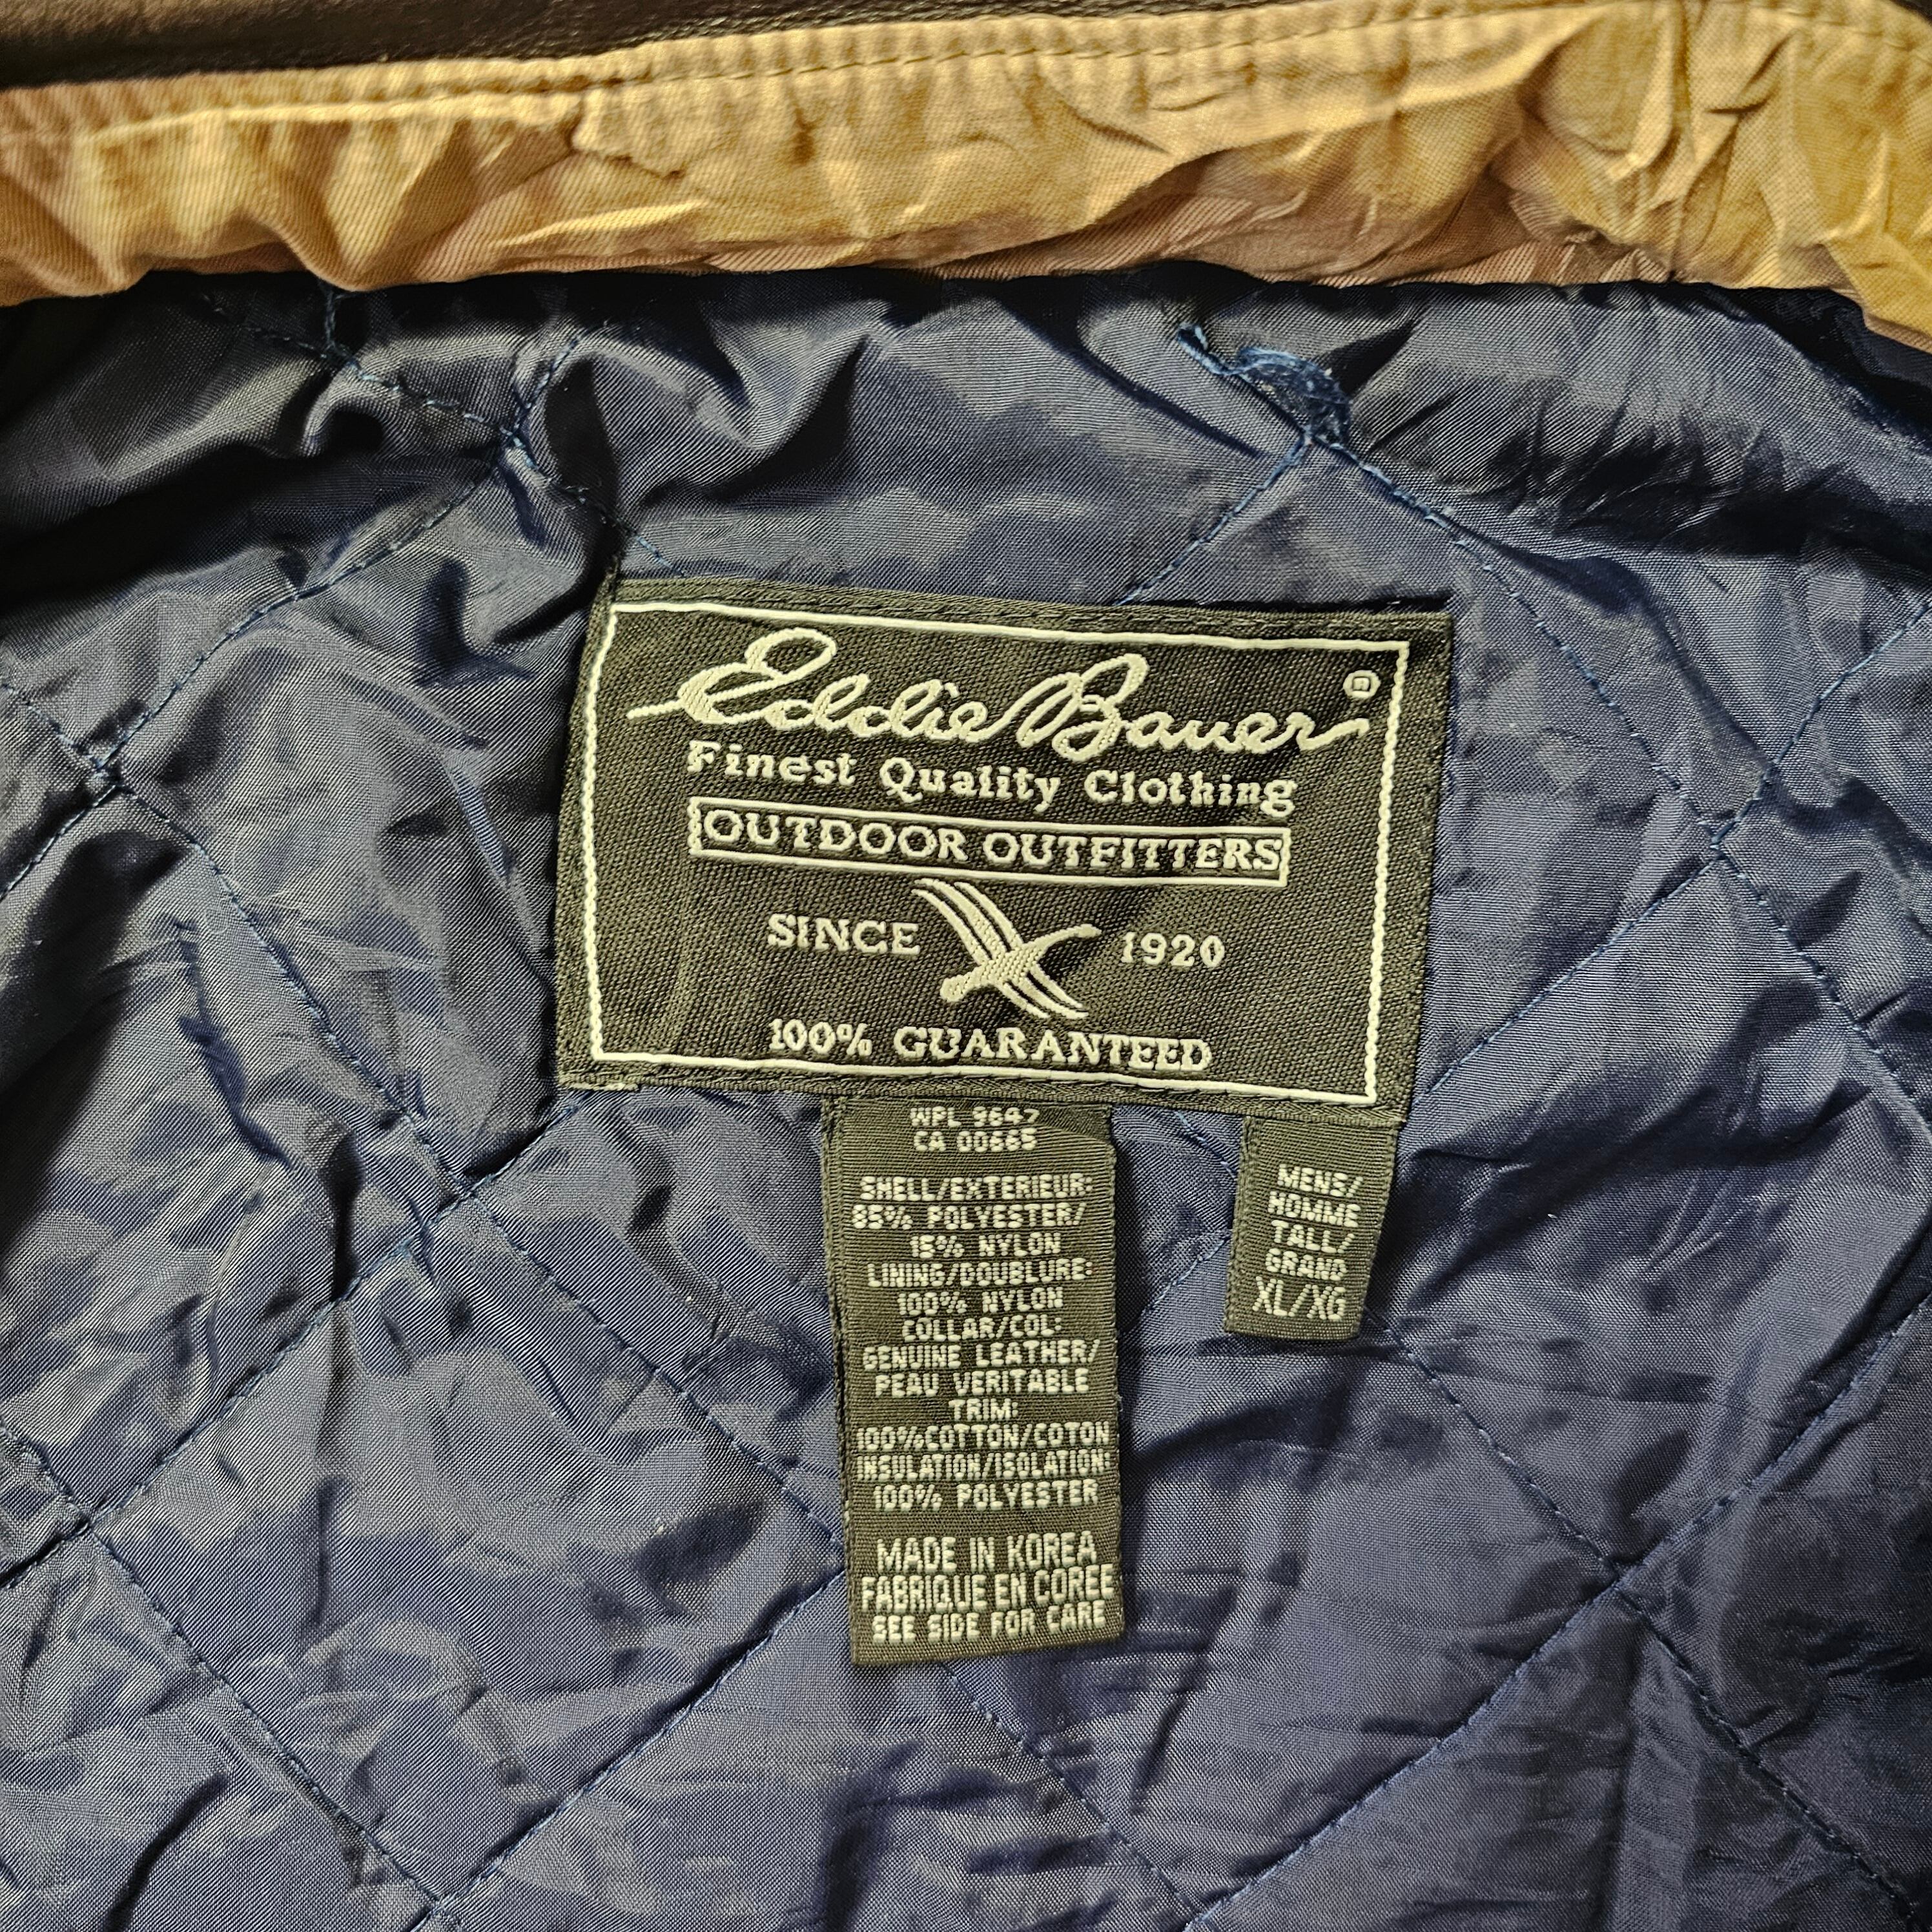 Eddie Bauer ®
Finest Quality Clothing
OUTDOOR OUTFITTERS
SINCE 1920
100% GUARANTEED
WPL 9647
CA 00665
SHELL/EXTERIEUR:
85% POLYESTER/
15% NYLON
LINING/DOUBLURE:
100% NYLON
COLLAR/COL:
GENUINE LEATHER/
PEAU VERITABLE
TRIM:
100%COTTON/COTON
INSULATION/ISOLATION:
100% POLYESTER
MADE IN KOREA
FABRIQUE EN COREE
SEE SIDE FOR CARE
MENS/
HOMME
TALL/
GRAND
XL/XG